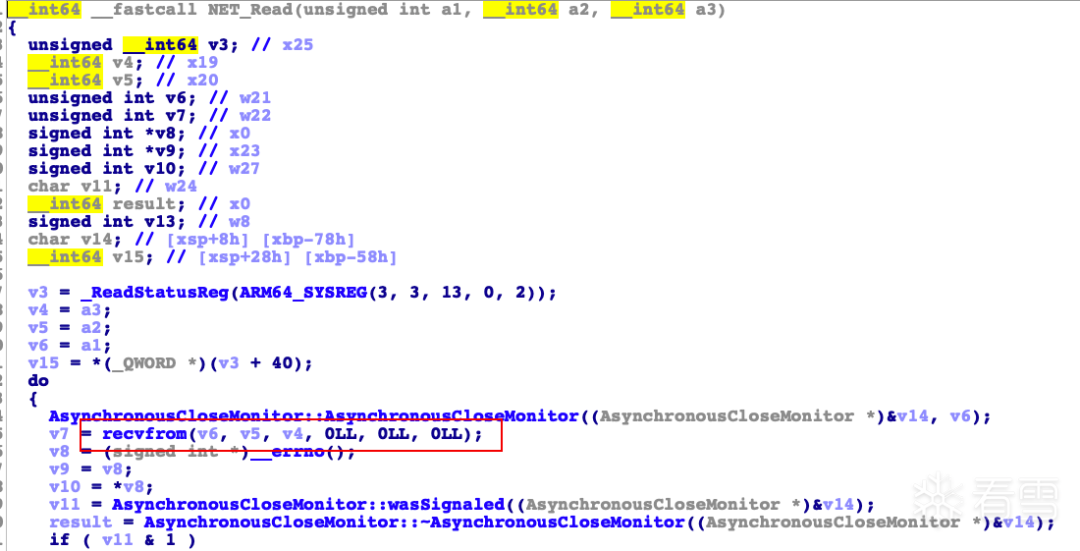 __int64 __fastcall NET_Read(unsigned int a1, __int64 a2, __int64 a3)
{
unsigned __int64 v3; // x25
__int64 v4; // x19
__int64 v5; // x20
unsigned int v6; // w21
unsigned int v7; // w22
signed int *v8; // x0
signed int *v9; // x23
signed int v10; // w27
char v11; // w24
__int64 result; // x0
signed int v13; // w8
char v14; // [xsp+8h] [xbp-78h]
__int64 v15; // [xsp+28h] [xbp-58h]
v3 = _ReadStatusReg(ARM64_SYSREG(3, 3, 13, 0, 2));
v4 = a3;
v5 = a2;
v6 = a1;
v15 = *(_QWORD *)(v3 + 40);
do
{
AsynchronousCloseMonitor::AsynchronousCloseMonitor((AsynchronousCloseMonitor *)&v14, v6);
v7 = recvfrom(v6, v5, v4, 0LL, 0LL, 0LL);
v8 = (signed int *)__errno();
v9 = v8;
v10 = *v8;
v11 = AsynchronousCloseMonitor::wasSignaled((AsynchronousCloseMonitor *)&v14);
result = AsynchronousCloseMonitor::~AsynchronousCloseMonitor((AsynchronousCloseMonitor *)&v14);
if ( v11 & 1 )
看雪